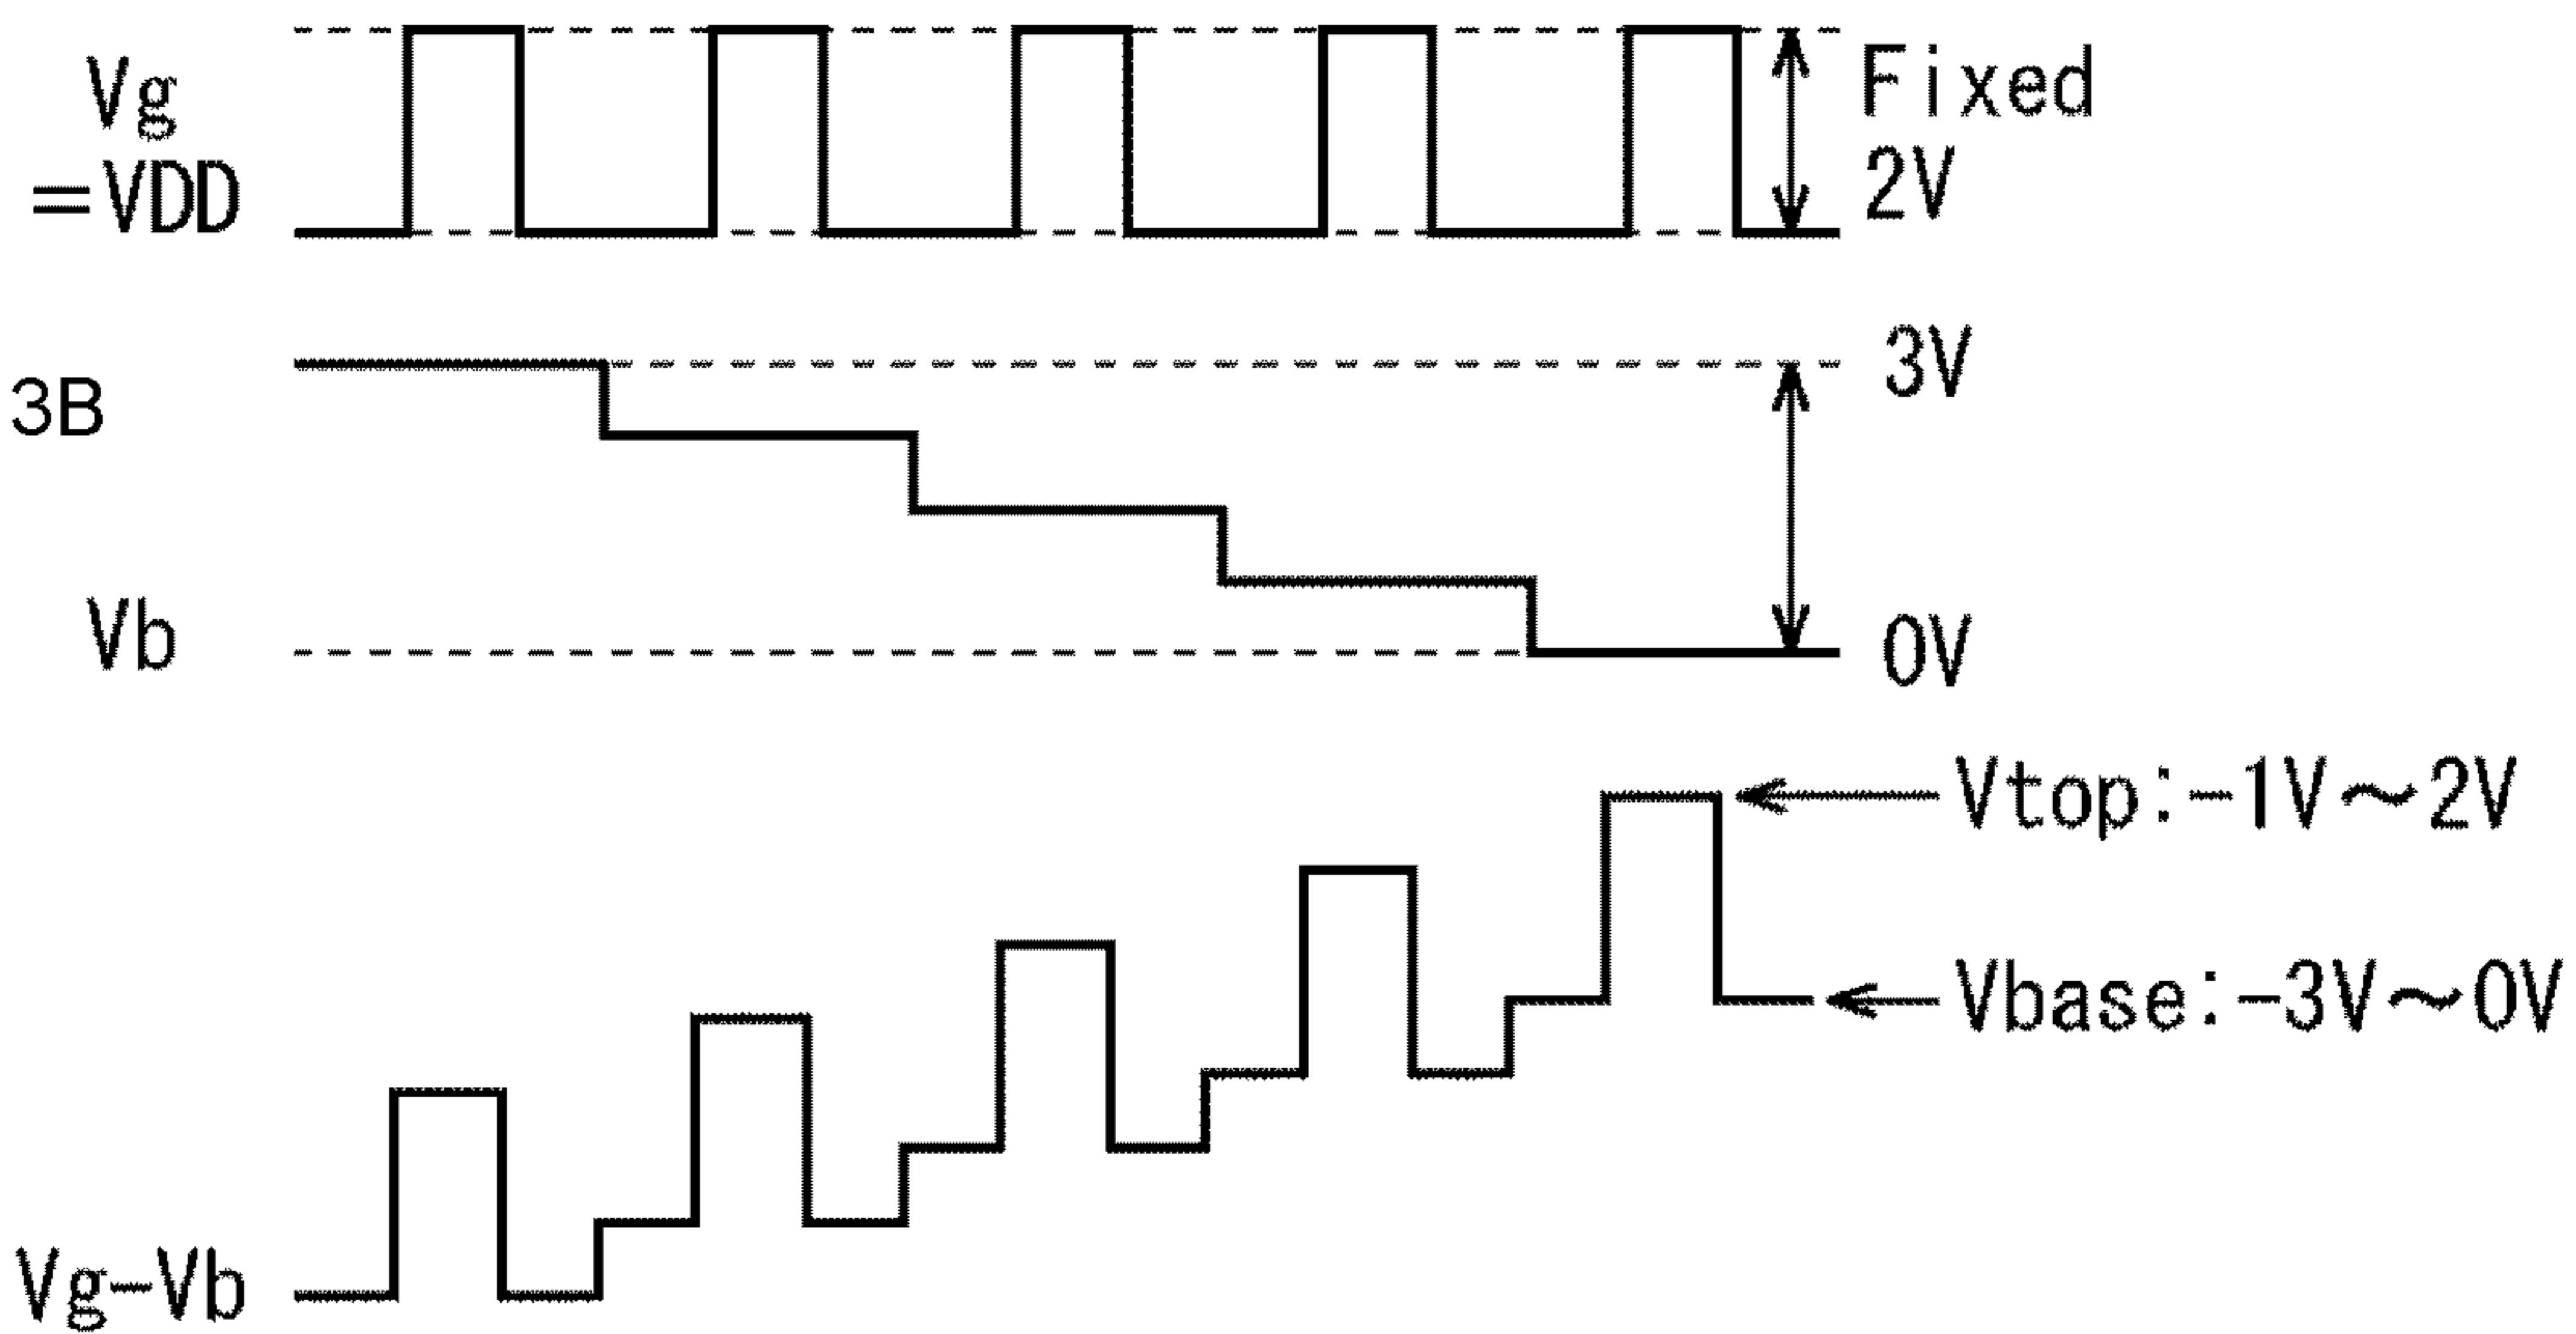 Vg
=VDD
Fixed
2V
3V
3B
Vb
0V
Vtop:-1V~2V
Vbase:-3V~0V
Vg-Vb